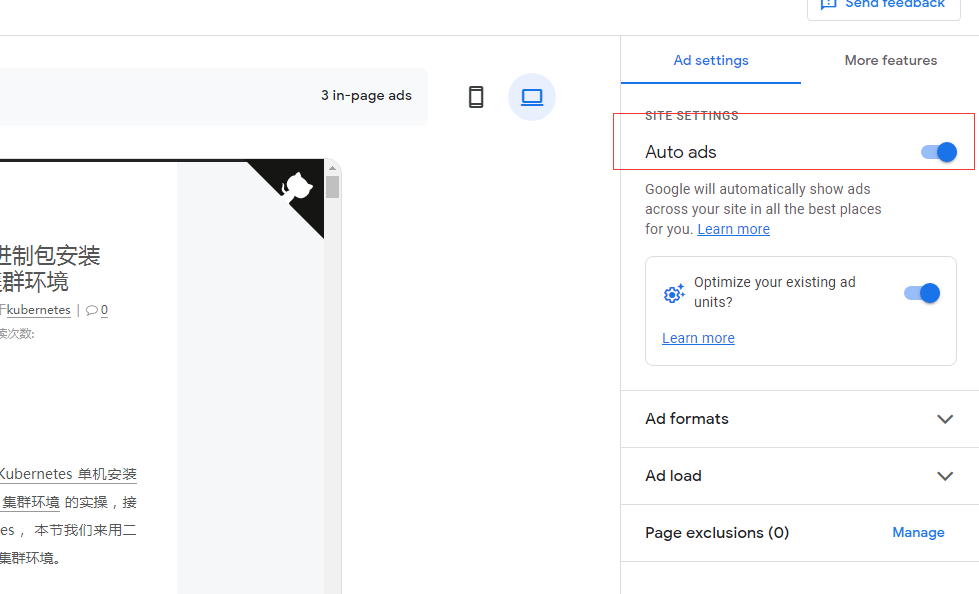 Send feedback
Ad settings
More features
3 in-page ads
SITE SETTINGS
Auto ads
Google will automatically show ads
across your site in all the best places
for you. Learn more
Optimize your existing ad
units?
Learn more
Ad formats
Ad load
Page exclusions (0)
Manage
进制包安装
集群环境
于kubernetes | 0
读次数:
Kubernetes 单机安装
集群环境 的实操，接
es， 本节我们来用二
集群环境。